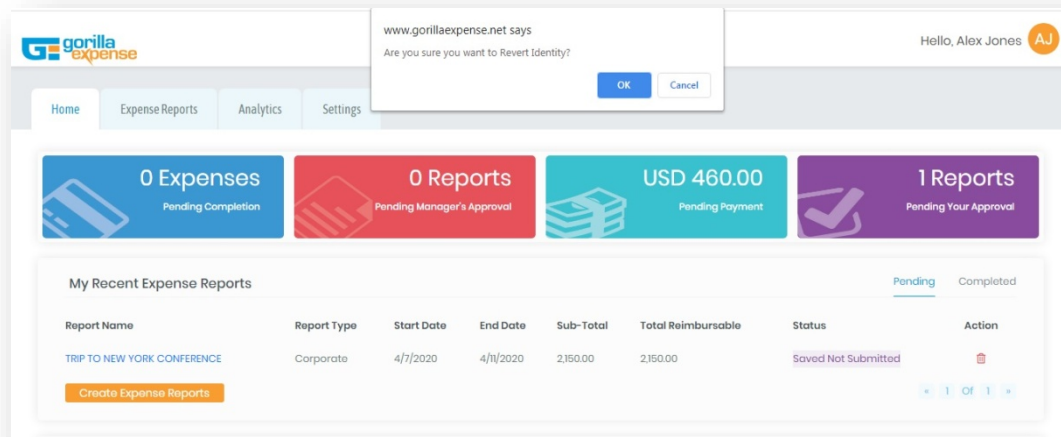 www.gorillaexpense.net says
Are you sure you want to Revert Identity?
OK Cancel
GE gorilla expense
Hello, Alex Jones AJ
Home Expense Reports Analytics Settings
0 Expenses
Pending Completion
0 Reports
Pending Manager's Approval
USD 460.00
Pending Payment
1 Reports
Pending Your Approval
My Recent Expense Reports Pending Completed
Report Name Report Type Start Date End Date Sub-Total Total Reimbursable Status Action
TRIP TO NEW YORK CONFERENCE Corporate 4/7/2020 4/11/2020 2,150.00 2,150.00 Saved Not Submitted
Create Expense Reports « 1 Of 1 »